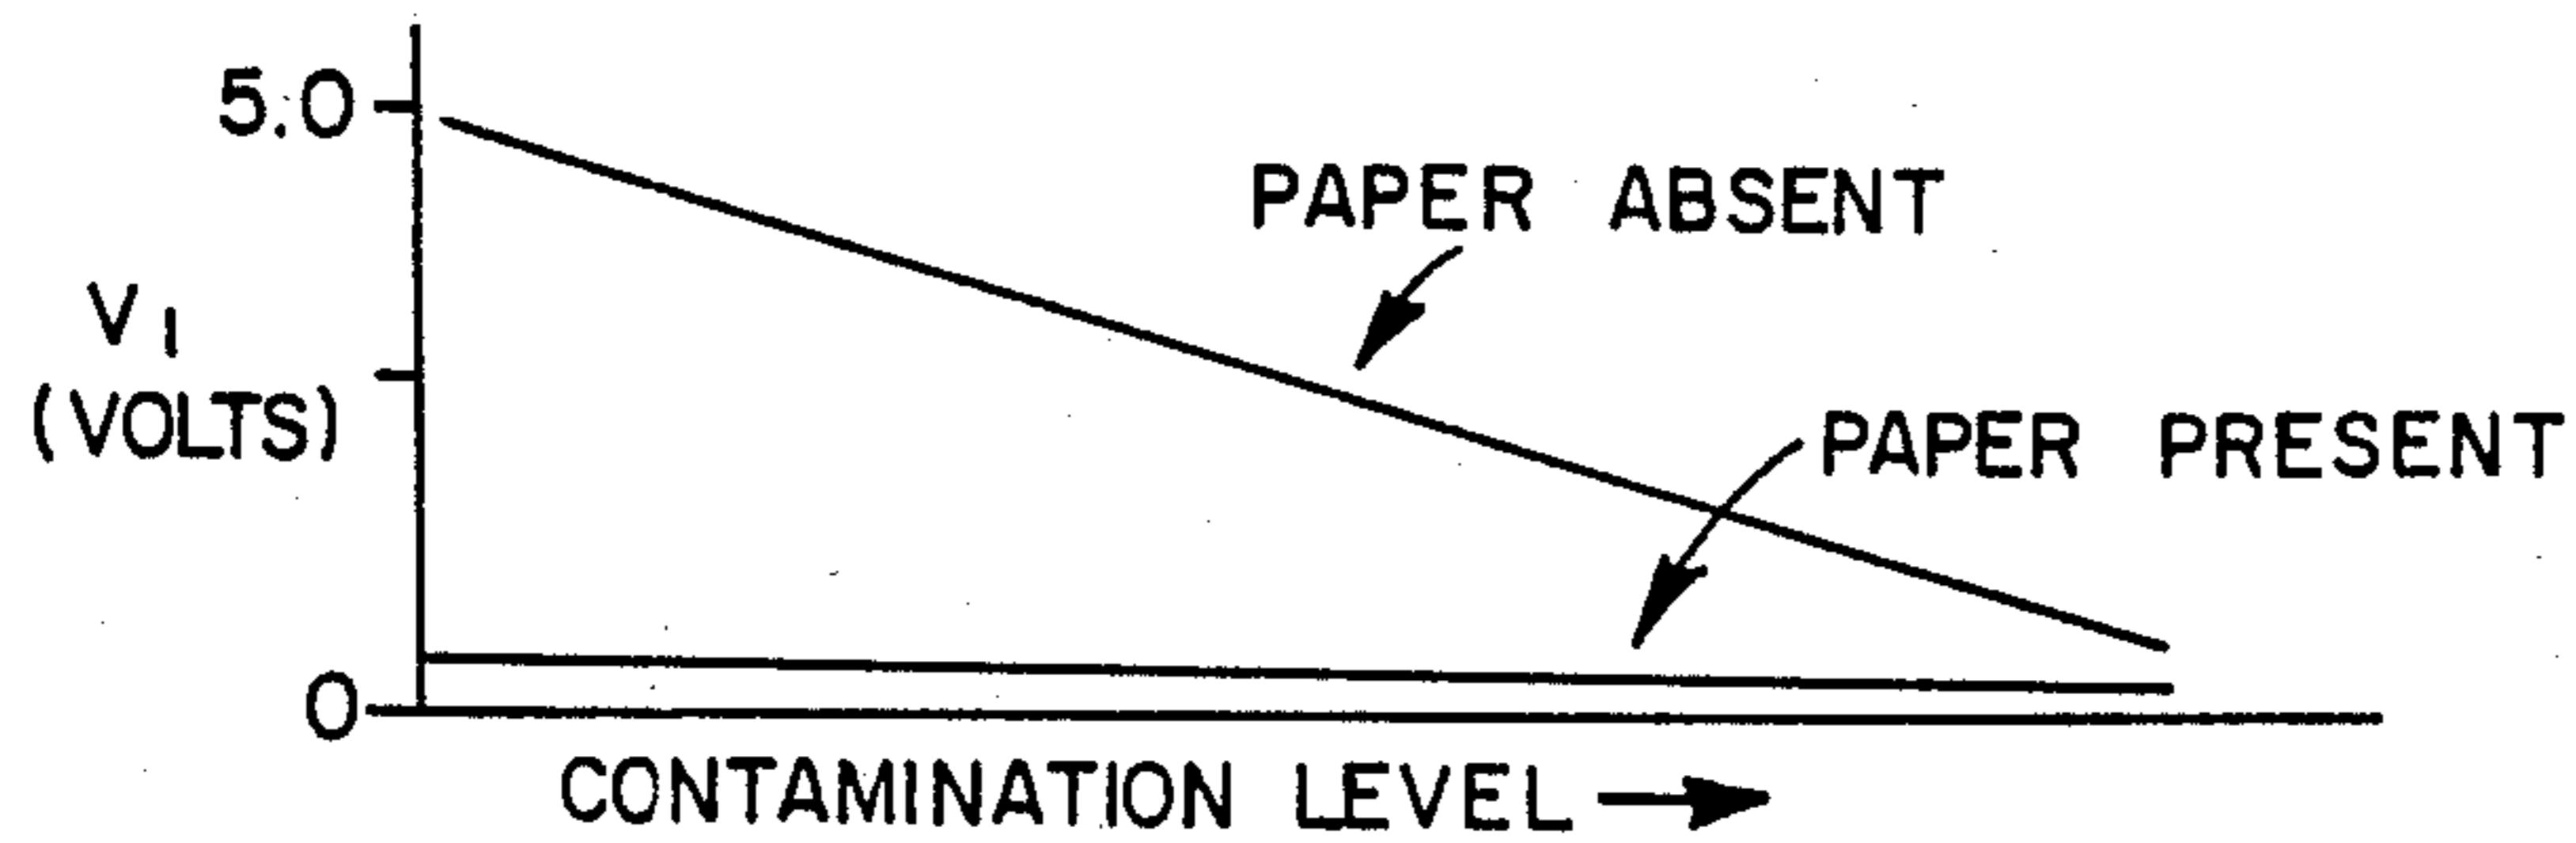 5.0
PAPER ABSENT
V1
(VOLTS)
PAPER PRESENT
0
CONTAMINATION LEVEL